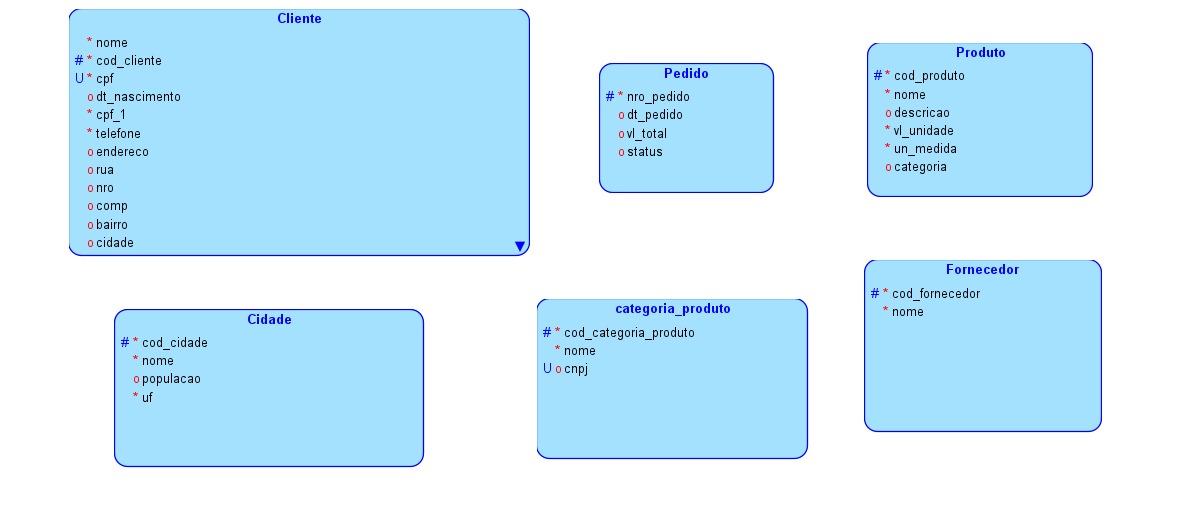 Cliente
* nome
# * cod_cliente
U * cpf
o dt_nascimento
* cpf_1
* telefone
o endereco
o rua
o nro
o comp
o bairro
o cidade
Pedido
# * nro_pedido
o dt_pedido
o vl_total
o status
Produto
# * cod_produto
* nome
o descricao
* vl_unidade
* un_medida
o categoria
Cidade
# * cod_cidade
* nome
o populacao
* uf
categoria_produto
# * cod_categoria_produto
* nome
U o cnpj
Fornecedor
# * cod_fornecedor
* nome